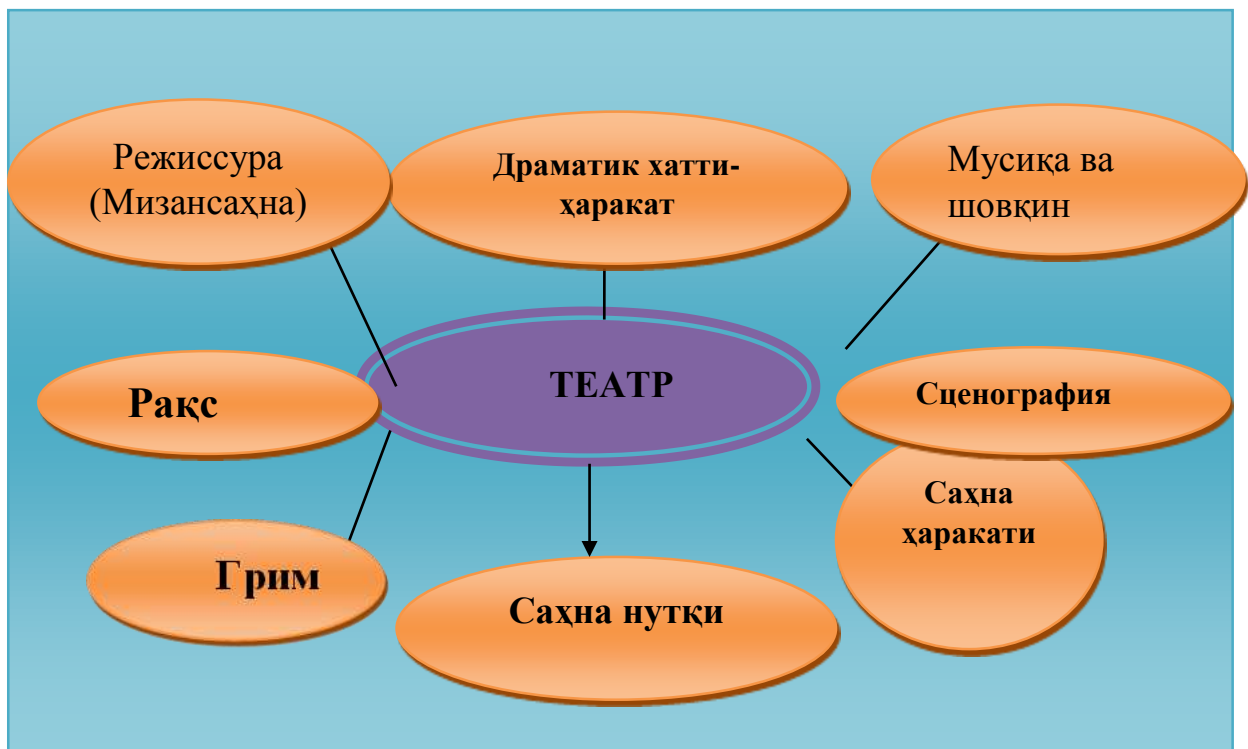 Режиссура
(Мизансаҳна)
Драматик хатти-
ҳаракат
Мусиқа ва
шовқин
Рақс
ТЕАТР
Сценография
Саҳна
ҳаракати
Грим
Саҳна нутқи